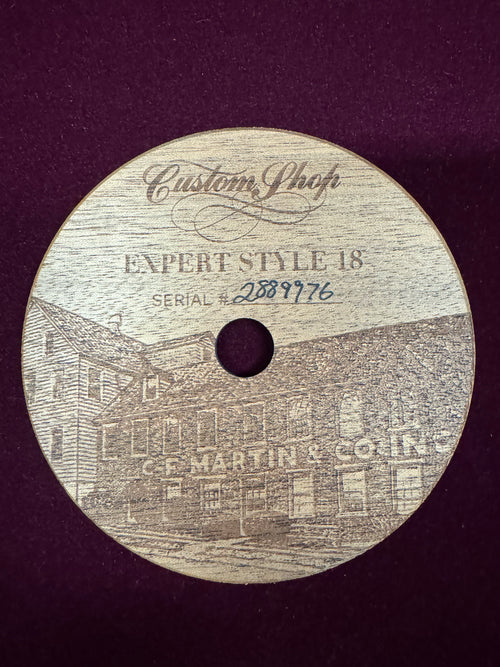 Custom Shop
EXPERT STYLE 18
SERIAL # 2889976
C.F. MARTIN & CO. INC